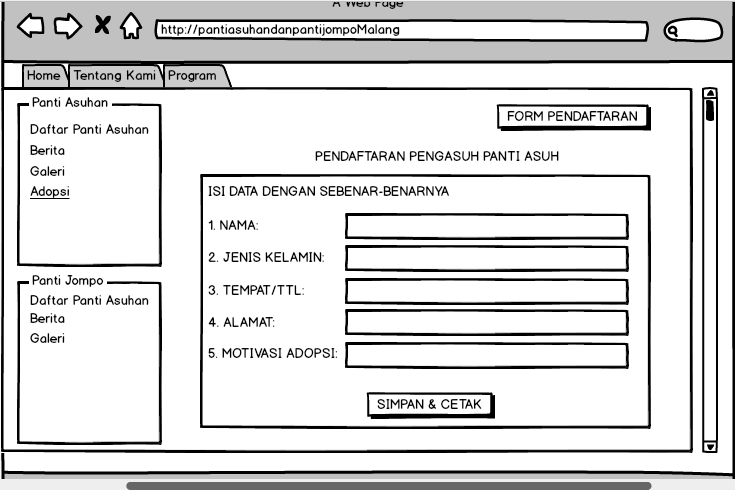 A Web Page
http://pantiasuhandanpantijompoMalang
Home
Tentang Kami
Program
Panti Asuhan
Daftar Panti Asuhan
Berita
Galeri
Adopsi
Panti Jompo
Daftar Panti Asuhan
Berita
Galeri
FORM PENDAFTARAN
PENDAFTARAN PENGASUH PANTI ASUH
ISI DATA DENGAN SEBENAR-BENARNYA
1. NAMA:
2. JENIS KELAMIN:
3. TEMPAT/TTL:
4. ALAMAT:
5. MOTIVASI ADOPSI:
SIMPAN & CETAK